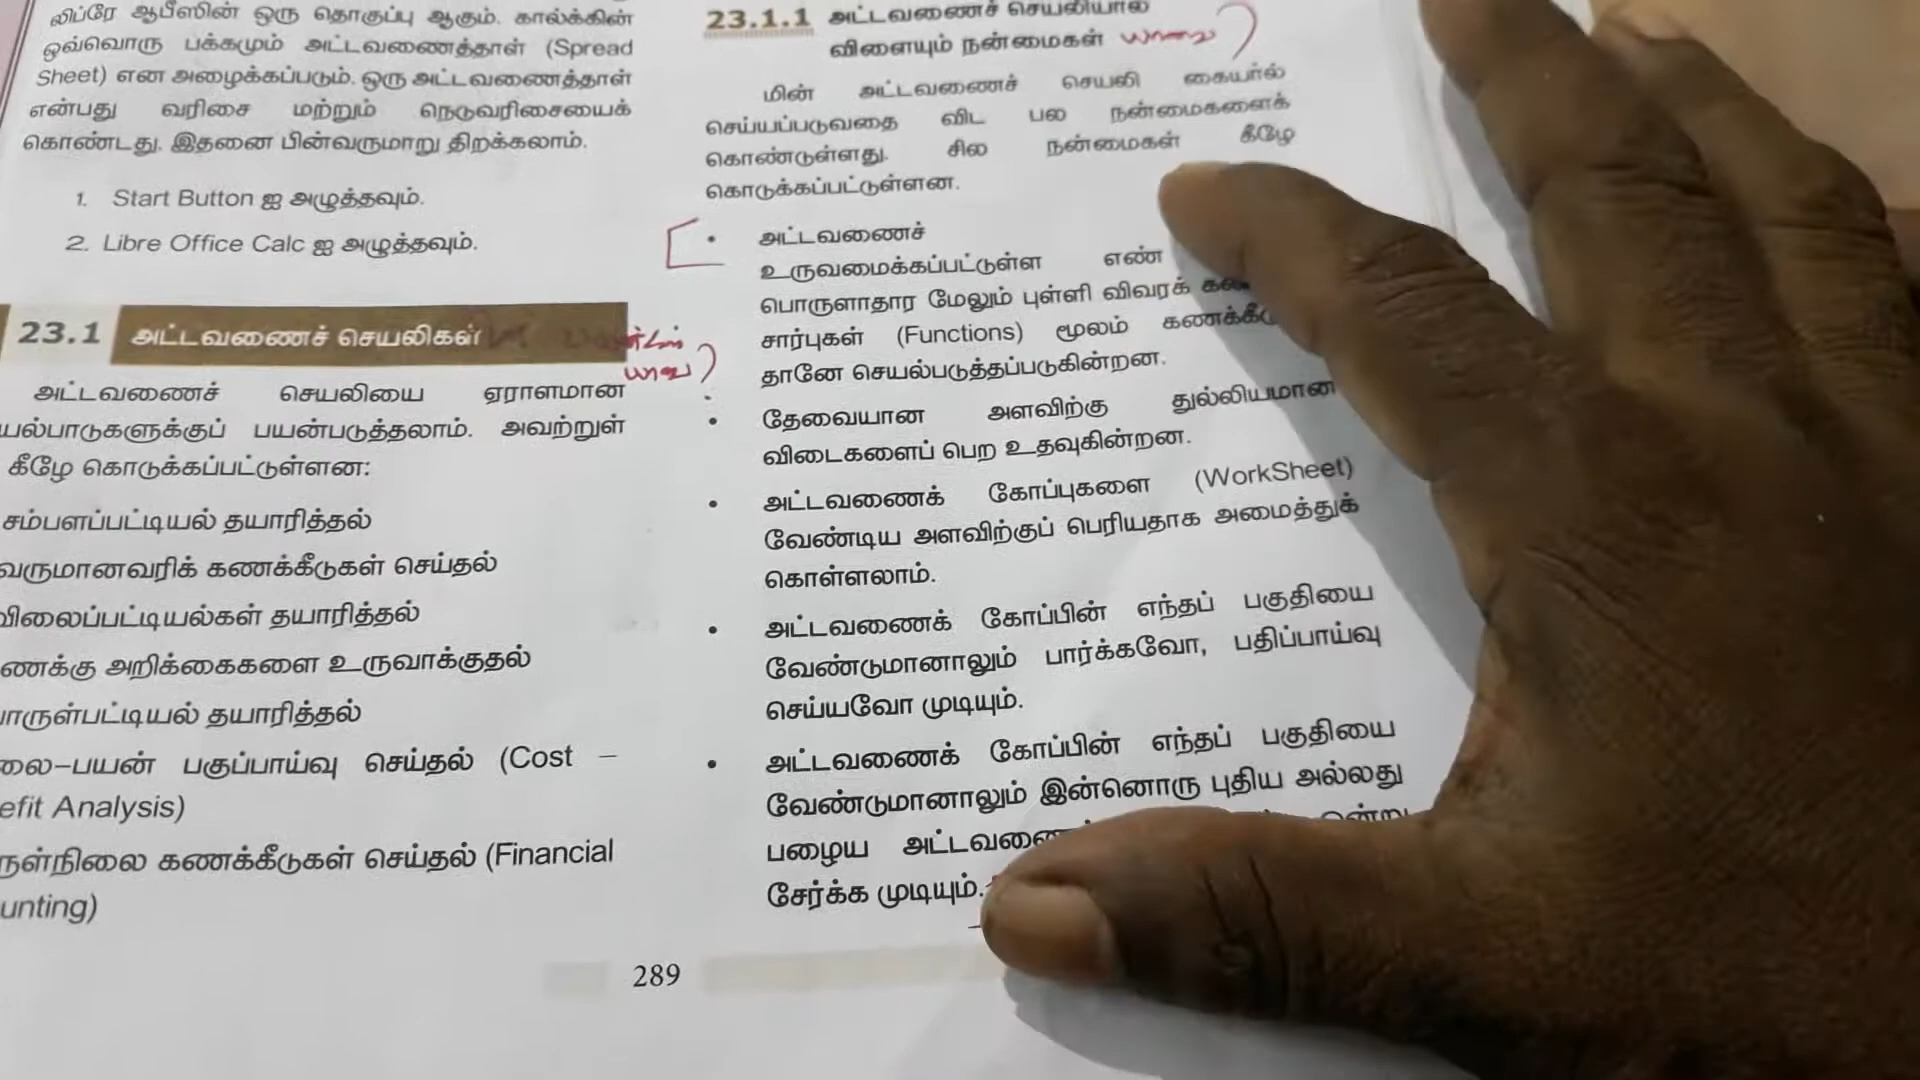 லிப்ரே ஆபீஸின் ஒரு தொகுப்பு ஆகும். கால்க்கின்
ஒவ்வொரு பக்கமும் அட்டவணைத்தாள் (Spread
Sheet) என அழைக்கப்படும். ஒரு அட்டவணைத்தாள்
என்பது வரிசை மற்றும் நெடுவரிசையைக்
கொண்டது. இதனை பின்வருமாறு திறக்கலாம்.
1. Start Button ஐ அழுத்தவும்.
2. Libre Office Calc ஐ அழுத்தவும்.
23.1 அட்டவணைச் செயலிகள்
யாவை)
அட்டவணைச் செயலியை ஏராளமான
யல்பாடுகளுக்குப் பயன்படுத்தலாம். அவற்றுள்
கீழே கொடுக்கப்பட்டுள்ளன:
சம்பளப்பட்டியல் தயாரித்தல்
வருமானவரிக் கணக்கீடுகள் செய்தல்
விலைப்பட்டியல்கள் தயாரித்தல்
ணக்கு அறிக்கைகளை உருவாக்குதல்
பாருள்பட்டியல் தயாரித்தல்
லை–பயன் பகுப்பாய்வு செய்தல் (Cost –
efit Analysis)
ருள்நிலை கணக்கீடுகள் செய்தல் (Financial
unting)
23.1.1 அட்டவணைச் செயலியால்
விளையும் நன்மைகள் யாவை)
மின் அட்டவணைச் செயலி கையால்
செய்யப்படுவதை விட பல நன்மைகளைக்
கொண்டுள்ளது. சில நன்மைகள் கீழே
கொடுக்கப்பட்டுள்ளன.
• அட்டவணைச்
உருவமைக்கப்பட்டுள்ள எண்
பொருளாதார மேலும் புள்ளி விவரக்
சார்புகள் (Functions) மூலம்
தானே செயல்படுத்தப்படுகின்றன.
• தேவையான அளவிற்கு துல்லியமான
விடைகளைப் பெற உதவுகின்றன.
• அட்டவணைக் கோப்புகளை (WorkSheet)
வேண்டிய அளவிற்குப் பெரியதாக அமைத்துக்
கொள்ளலாம்.
• அட்டவணைக் கோப்பின் எந்தப் பகுதியை
வேண்டுமானாலும் பார்க்கவோ, பதிப்பாய்வு
செய்யவோ முடியும்.
• அட்டவணைக் கோப்பின் எந்தப் பகுதியை
வேண்டுமானாலும் இன்னொரு புதிய அல்லது
பழைய
சேர்க்க முடியும்.
289